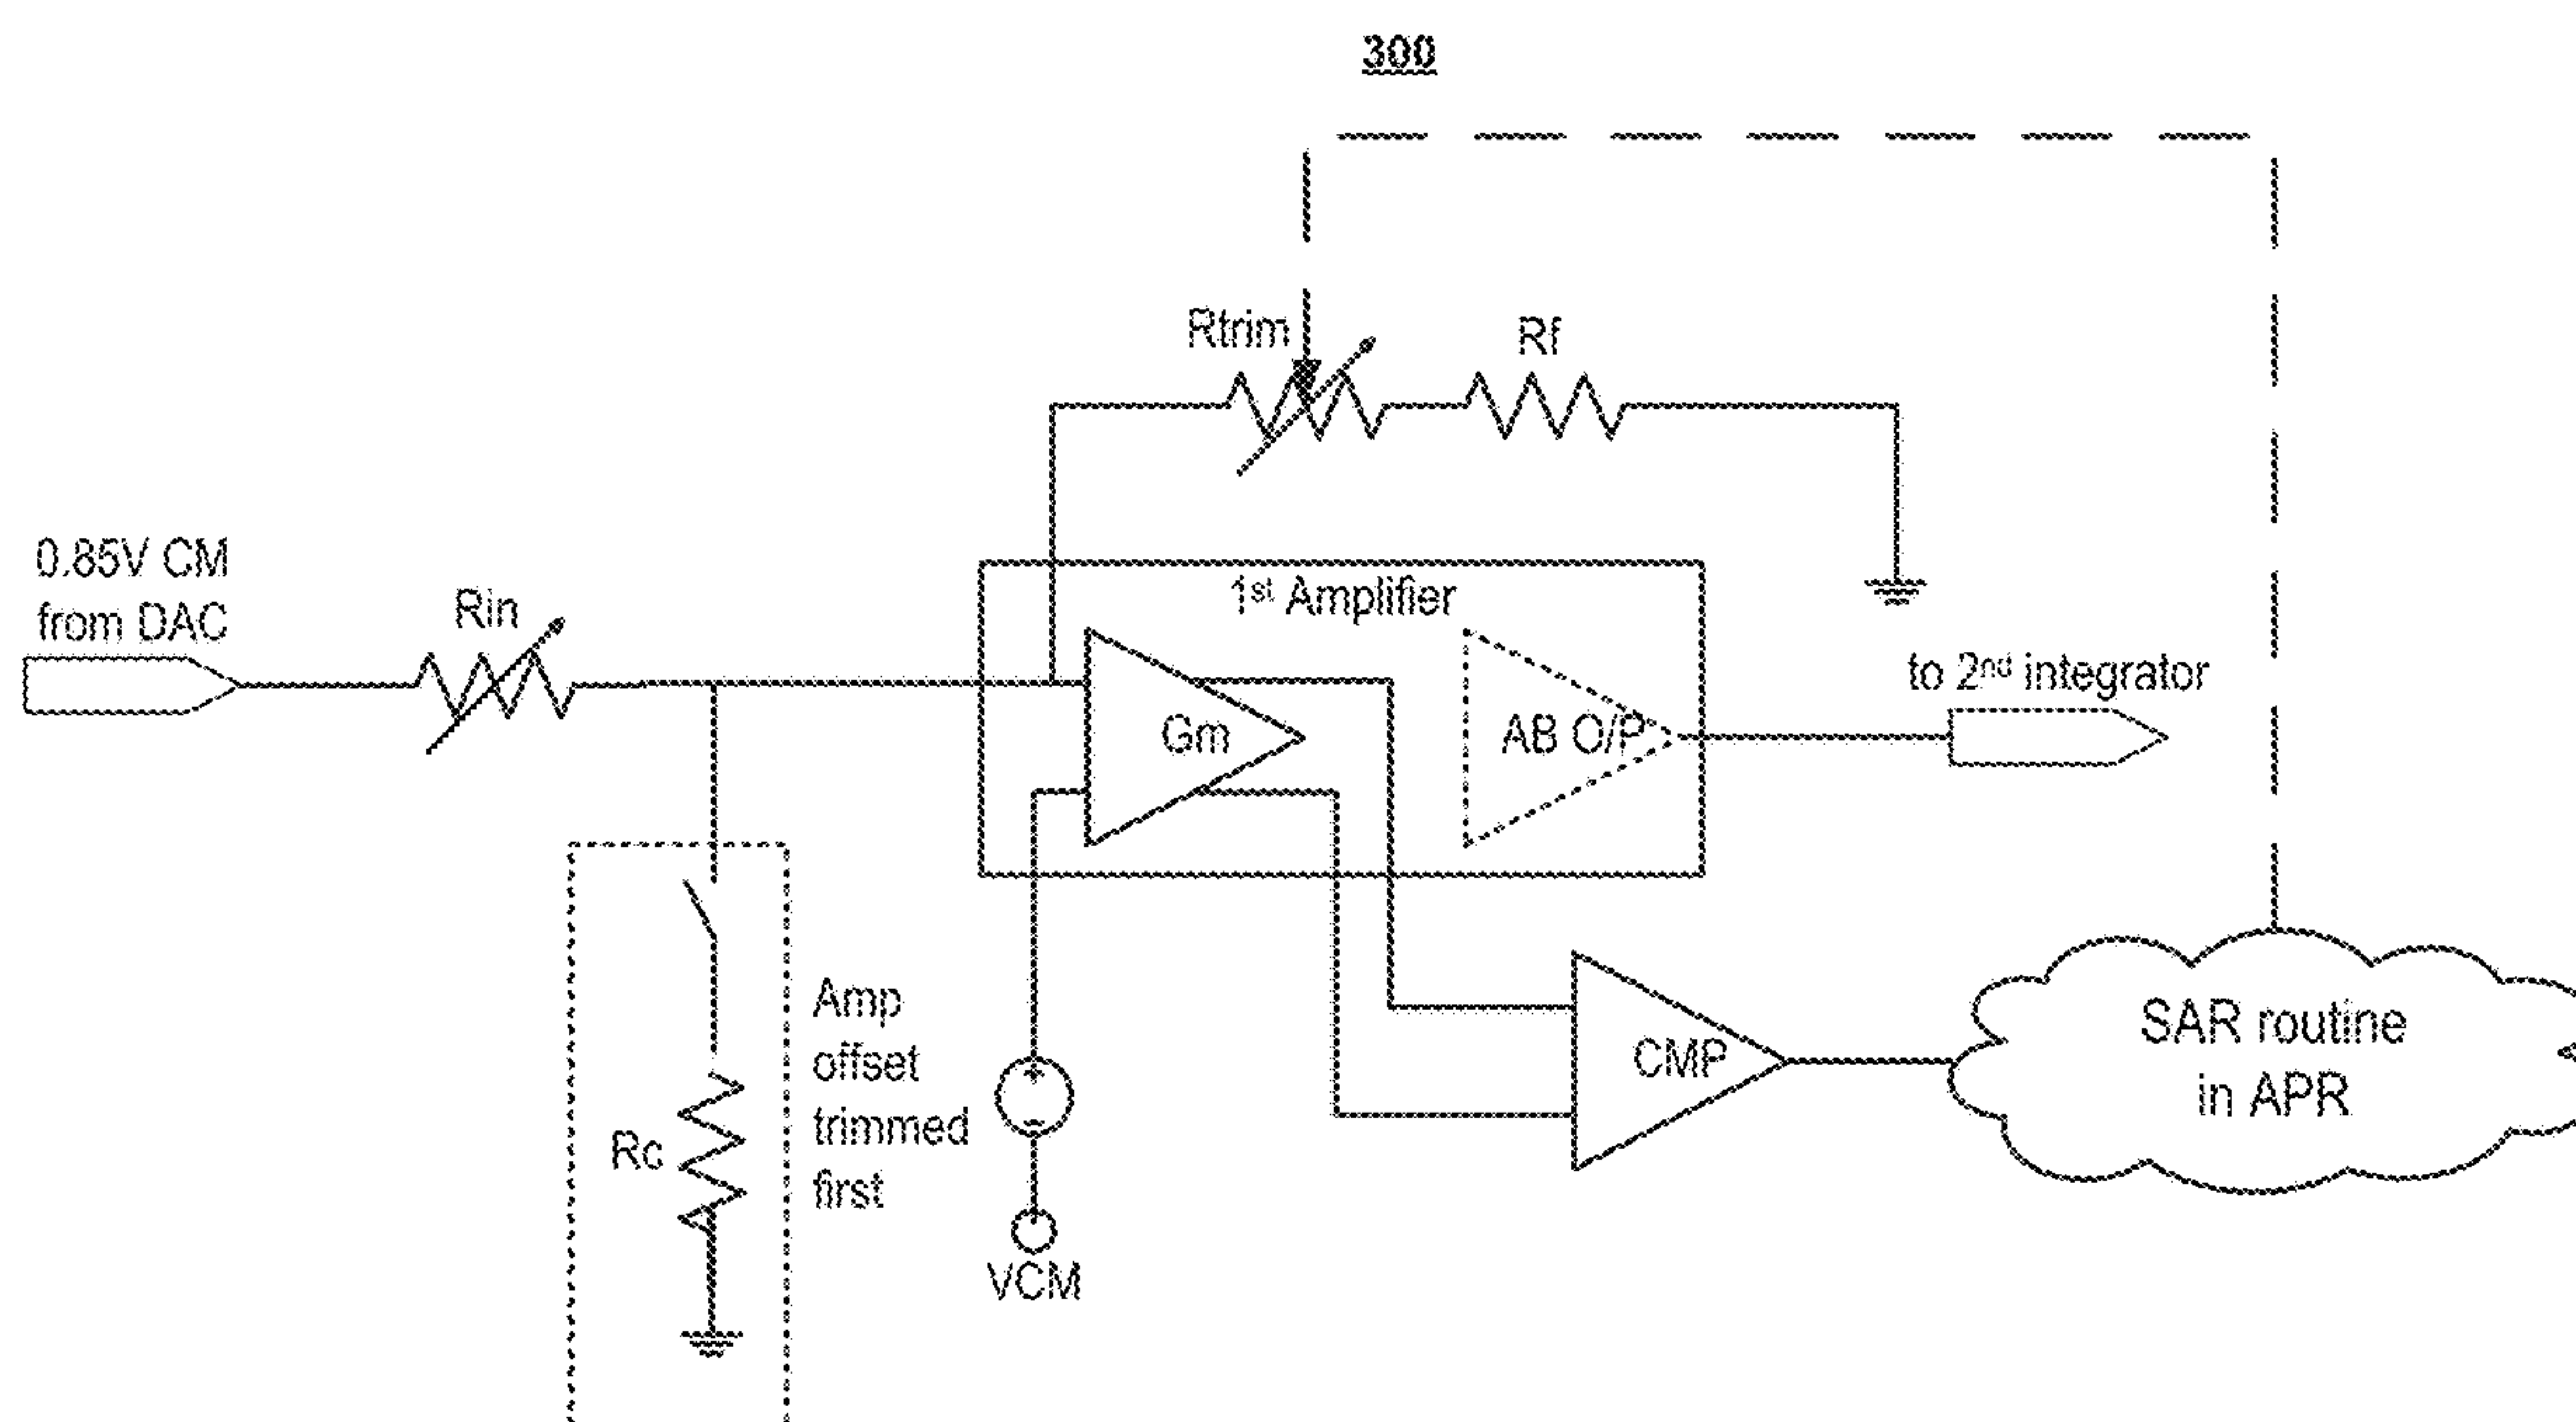 300
Rtrim
Rf
0.85V CM
from DAC
Rin
1st Amplifier
to 2nd integrator
Gm
AB O/P
Amp
offset
trimmed
first
Rc
CMP
SAR routine
in APR
+
-
VCM